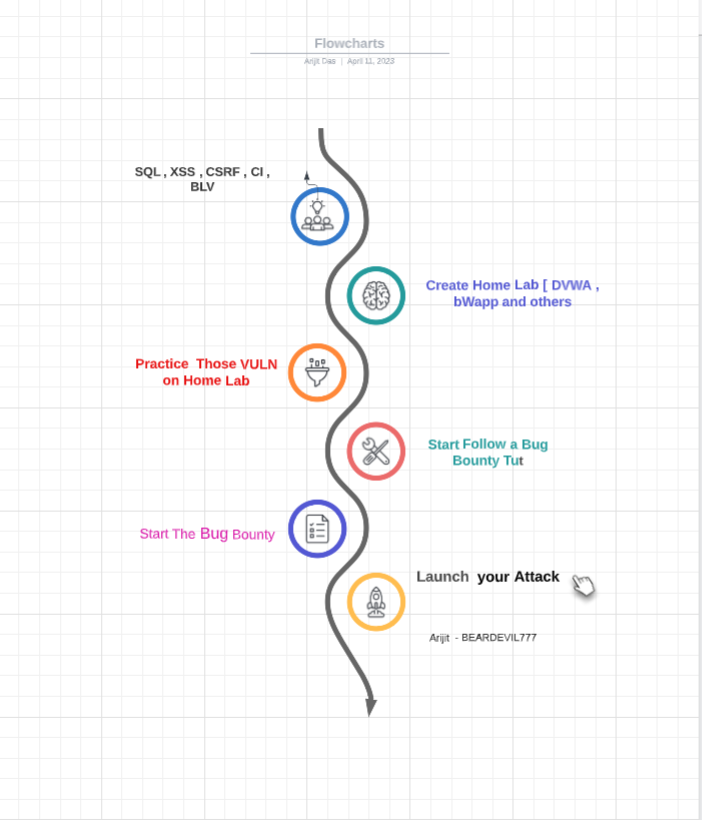 Flowcharts
Arijit Das | April 11, 2023
SQL , XSS , CSRF , CI ,
BLV
Create Home Lab [ DVWA ,
bWapp and others
Practice Those VULN
on Home Lab
Start Follow a Bug
Bounty Tut
Start The Bug Bounty
Launch your Attack
Arijit - BEARDEVIL777